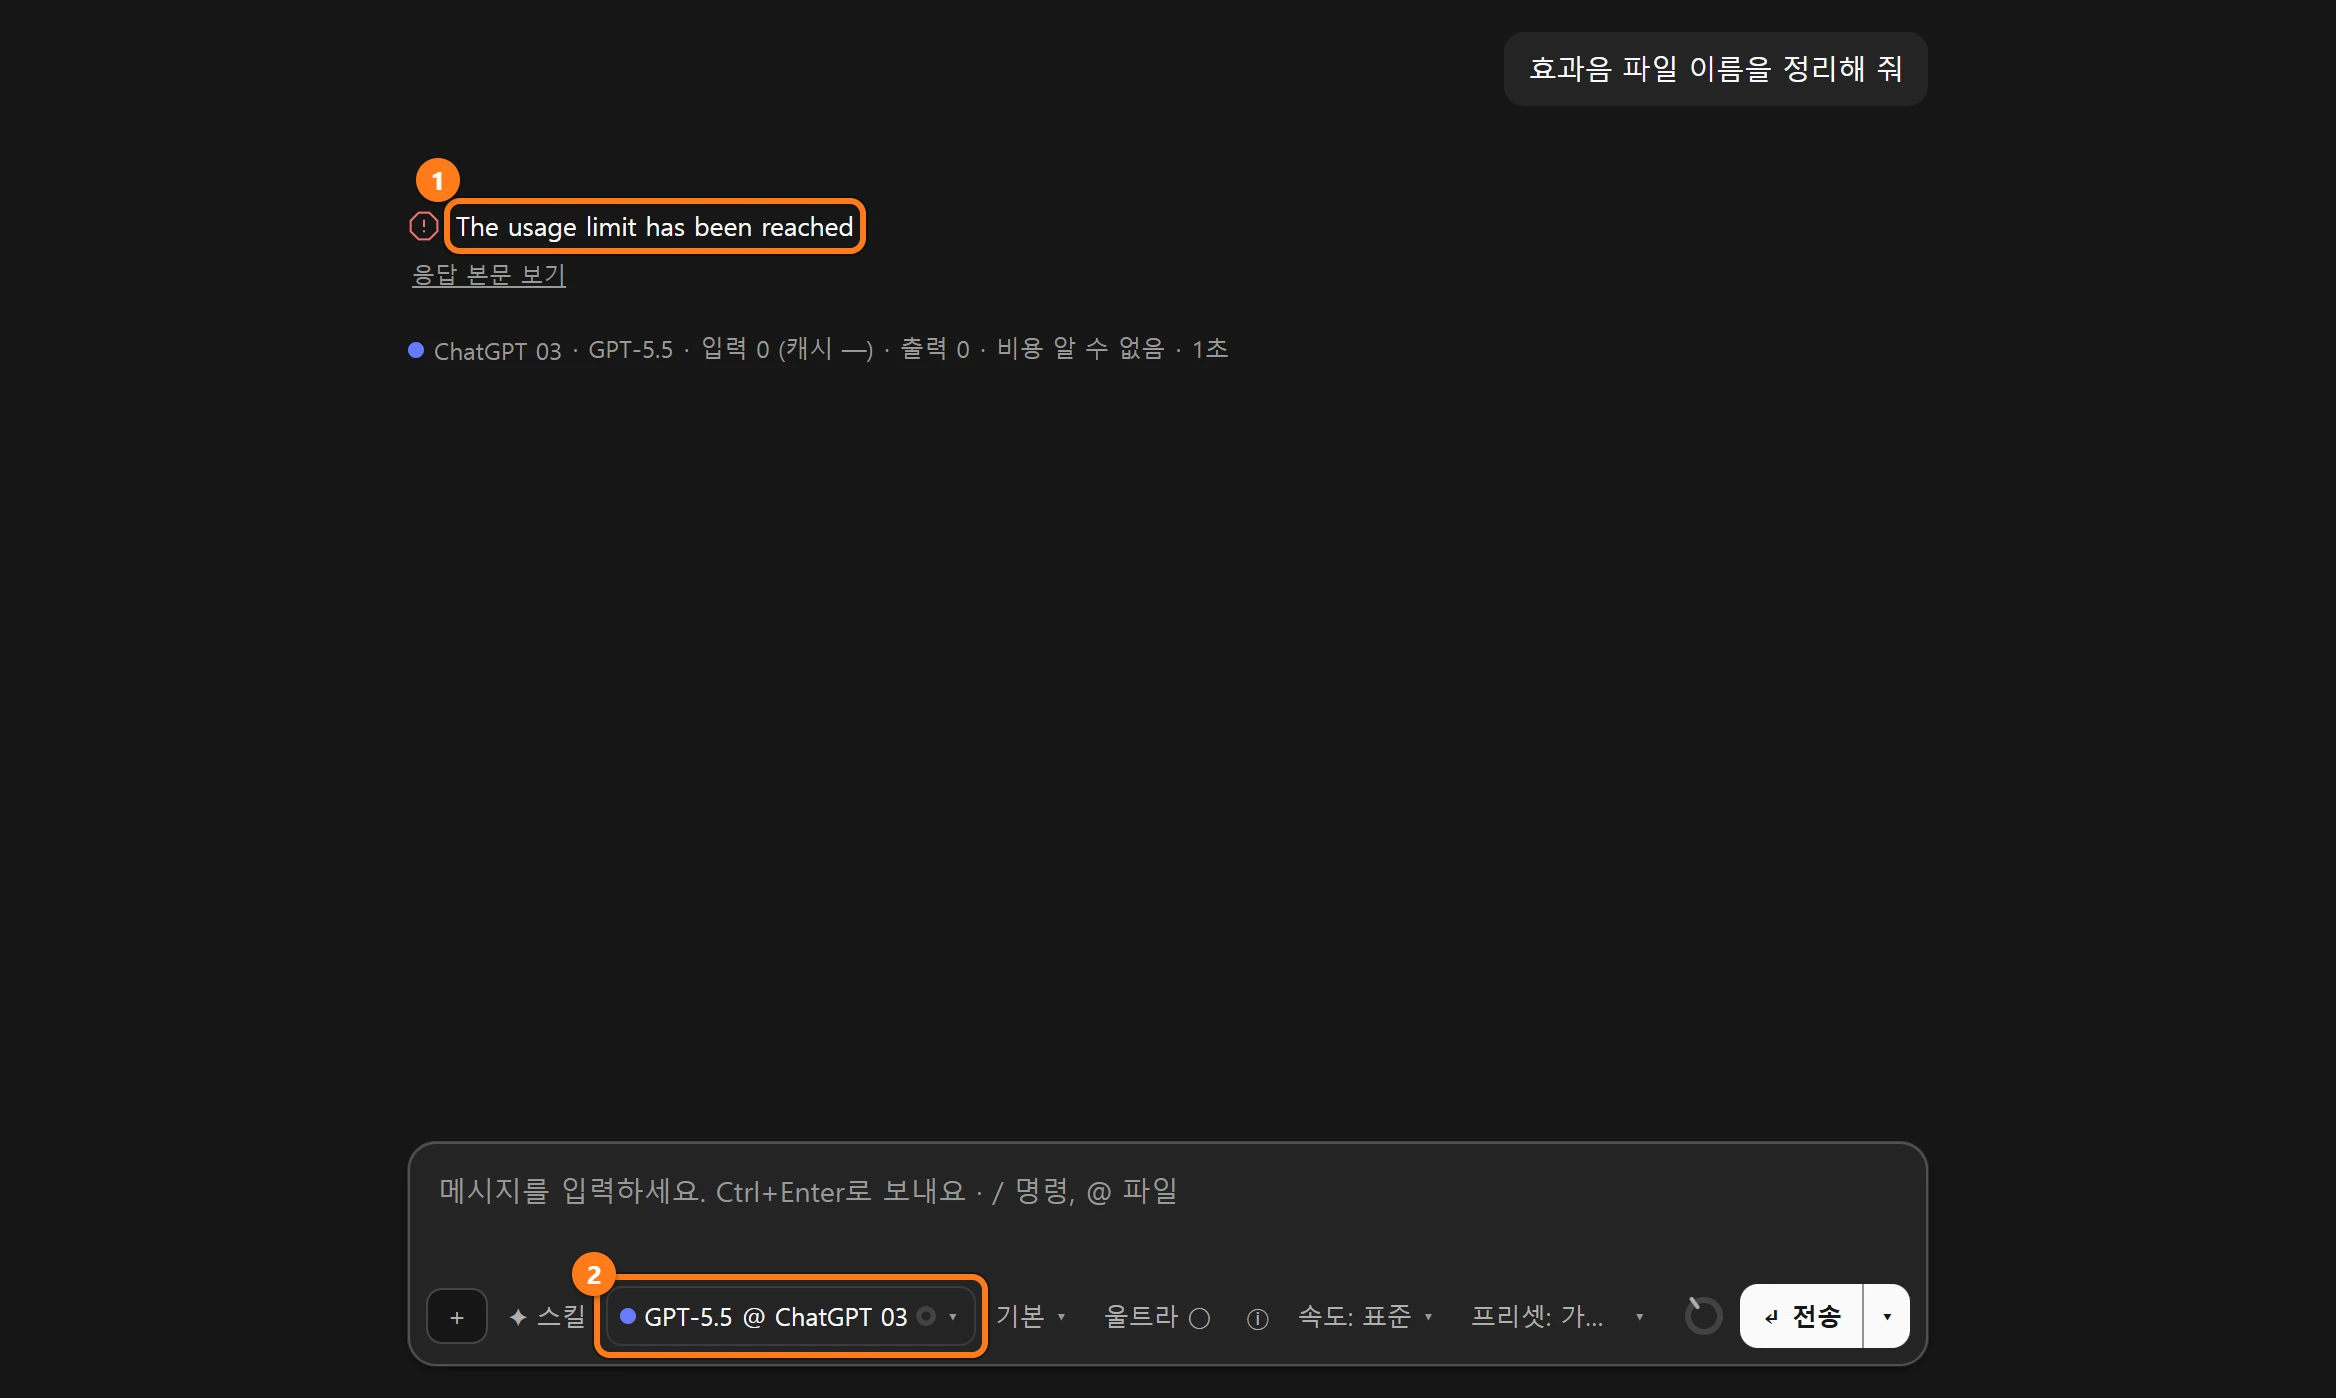 효과음 파일 이름을 정리해 줘
1
The usage limit has been reached
응답 본문 보기
ChatGPT 03 · GPT-5.5 · 입력 0 (캐시 —) · 출력 0 · 비용 알 수 없음 · 1초
메시지를 입력하세요. Ctrl+Enter로 보내요 · / 명령, @ 파일
2
+ ✦ 스킬 GPT-5.5 @ ChatGPT 03 기본 울트라 ⓘ 속도: 표준 프리셋: 가... 전송